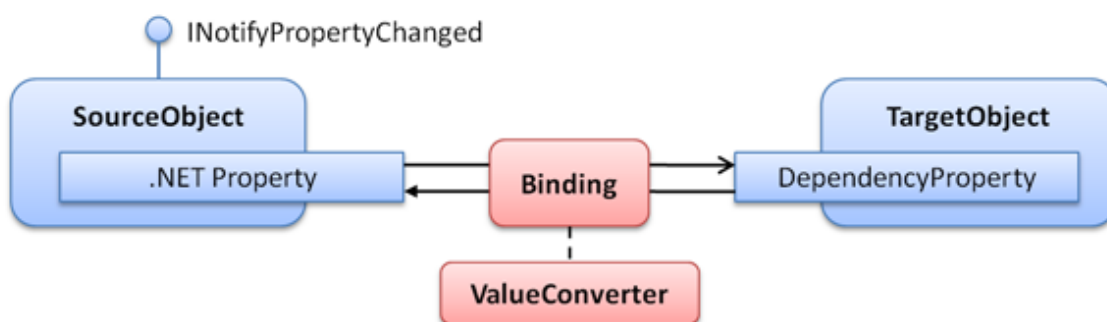 INotifyPropertyChanged
SourceObject
.NET Property
Binding
ValueConverter
TargetObject
DependencyProperty